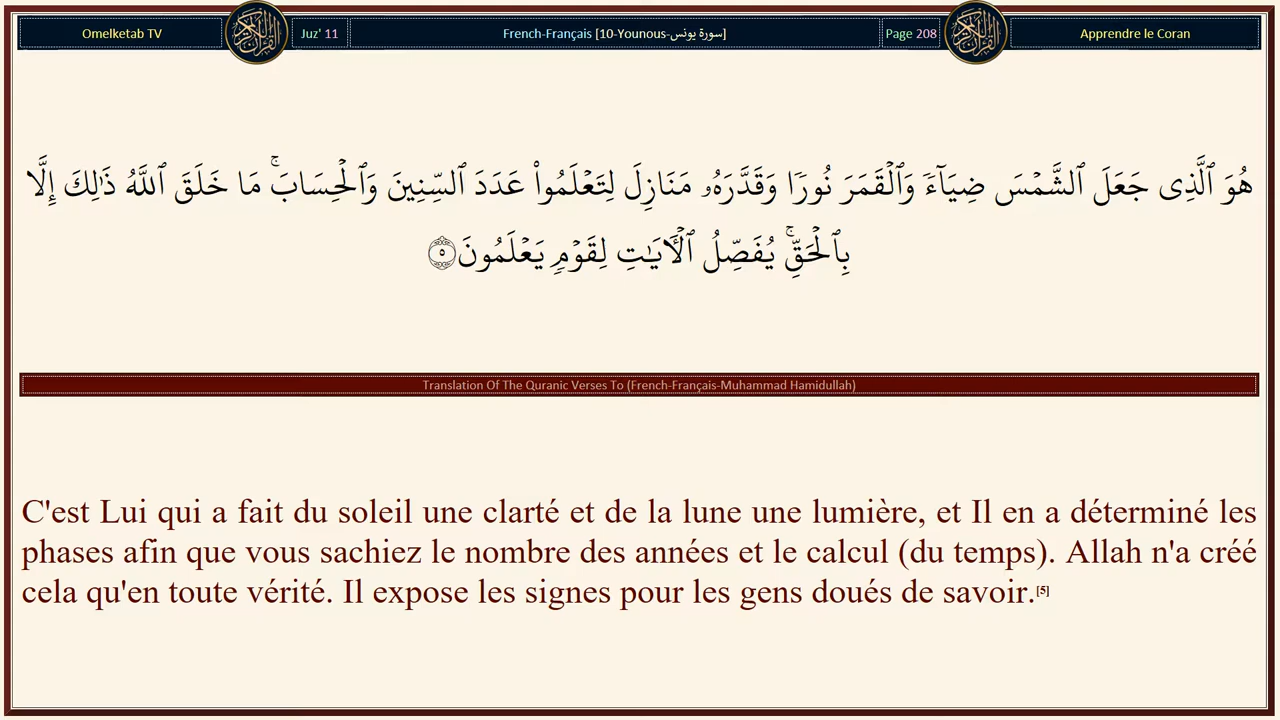 Omelketab TV
Juz' 11
French-Français [10-Younous-سورة يونس]
Page 208
Apprendre le Coran
هُوَ ٱلَّذِى جَعَلَ ٱلشَّمْسَ ضِيَآءً وَٱلْقَمَرَ نُورًا وَقَدَّرَهُۥ مَنَازِلَ لِتَعْلَمُوا۟ عَدَدَ ٱلسِّنِينَ وَٱلْحِسَابَ ۚ مَا خَلَقَ ٱللَّهُ ذَٰلِكَ إِلَّا
بِٱلْحَقِّ ۚ يُفَصِّلُ ٱلْـَٔايَـٰتِ لِقَوْمٍ يَعْلَمُونَ ٥
Translation Of The Quranic Verses To (French-Français-Muhammad Hamidullah)
C'est Lui qui a fait du soleil une clarté et de la lune une lumière, et Il en a déterminé les
phases afin que vous sachiez le nombre des années et le calcul (du temps). Allah n'a créé
cela qu'en toute vérité. Il expose les signes pour les gens doués de savoir.[5]